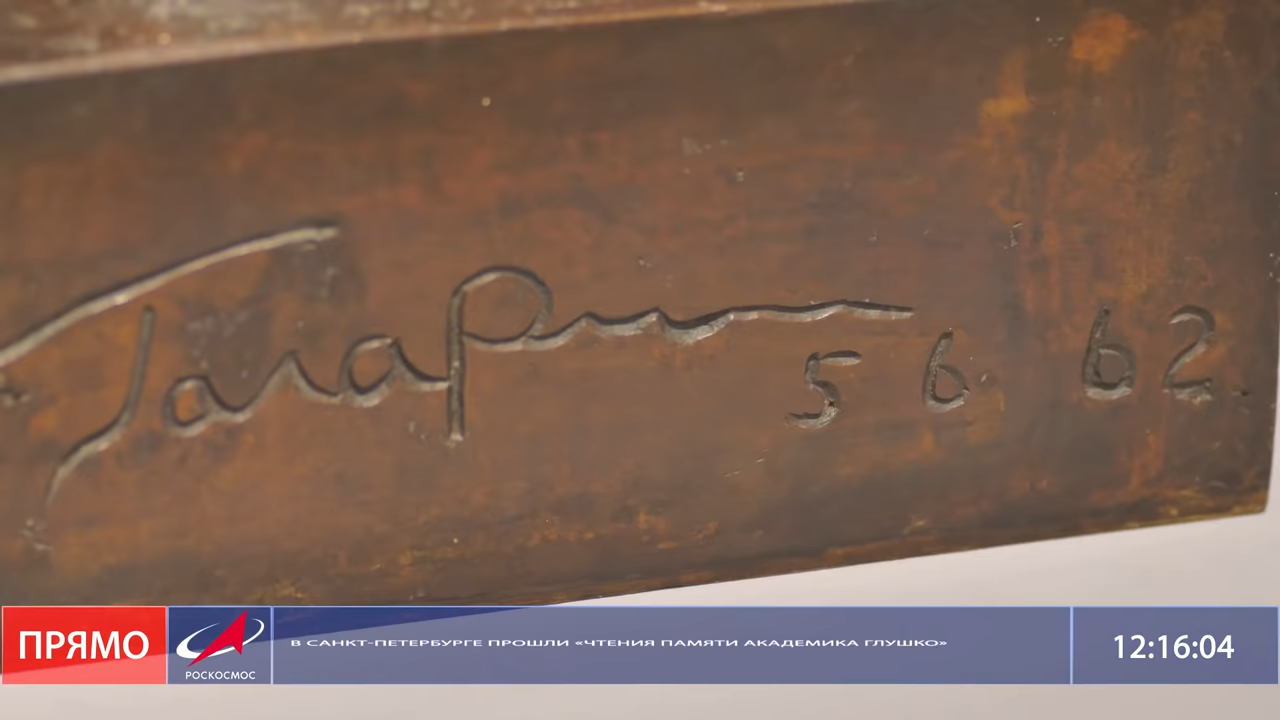 Гагарин
5 6 62
ПРЯМО
РОСКОСМОС
В САНКТ-ПЕТЕРБУРГЕ ПРОШЛИ «ЧТЕНИЯ ПАМЯТИ АКАДЕМИКА ГЛУШКО»
12:16:04